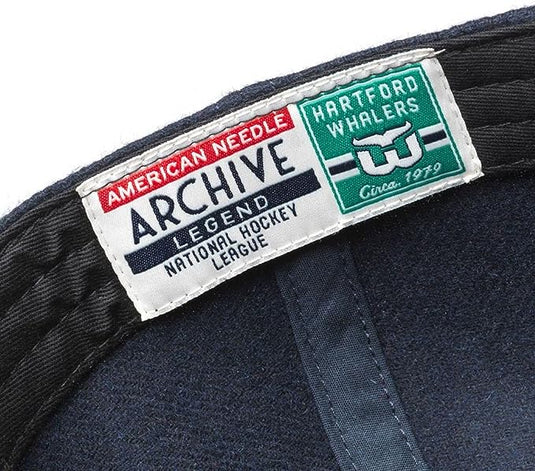 AMERICAN NEEDLE
ARCHIVE
LEGEND
NATIONAL HOCKEY
LEAGUE
HARTFORD
WHALERS
Circa. 1979